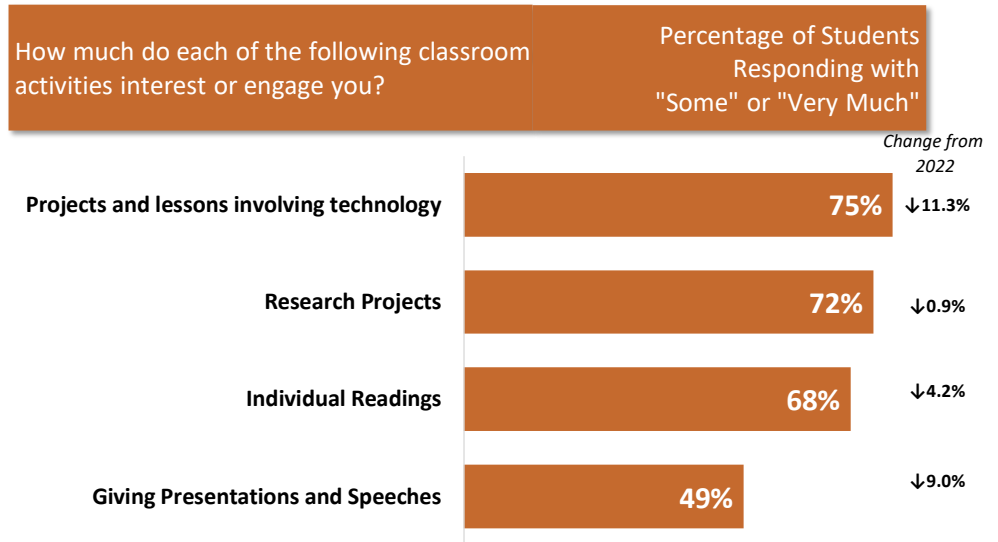 How much do each of the following classroom
activities interest or engage you?
Percentage of Students
Responding with
"Some" or "Very Much"
Change from
2022
Projects and lessons involving technology
75%
↓11.3%
Research Projects
72%
↓0.9%
Individual Readings
68%
↓4.2%
Giving Presentations and Speeches
49%
↓9.0%